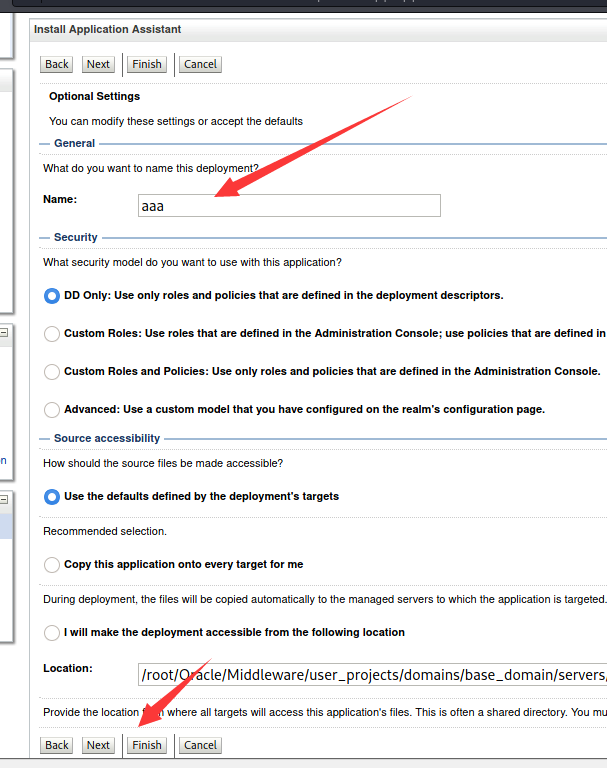 Install Application Assistant
Back Next Finish Cancel
Optional Settings
You can modify these settings or accept the defaults
General
What do you want to name this deployment?
Name:
aaa
Security
What security model do you want to use with this application?
DD Only: Use only roles and policies that are defined in the deployment descriptors.
Custom Roles: Use roles that are defined in the Administration Console; use policies that are defined in
Custom Roles and Policies: Use only roles and policies that are defined in the Administration Console.
Advanced: Use a custom model that you have configured on the realm's configuration page.
Source accessibility
n
How should the source files be made accessible?
Use the defaults defined by the deployment's targets
Recommended selection.
Copy this application onto every target for me
During deployment, the files will be copied automatically to the managed servers to which the application is targeted.
I will make the deployment accessible from the following location
Location:
/root/Oracle/Middleware/user_projects/domains/base_domain/servers/
Provide the location from where all targets will access this application's files. This is often a shared directory. You mu
Back Next Finish Cancel